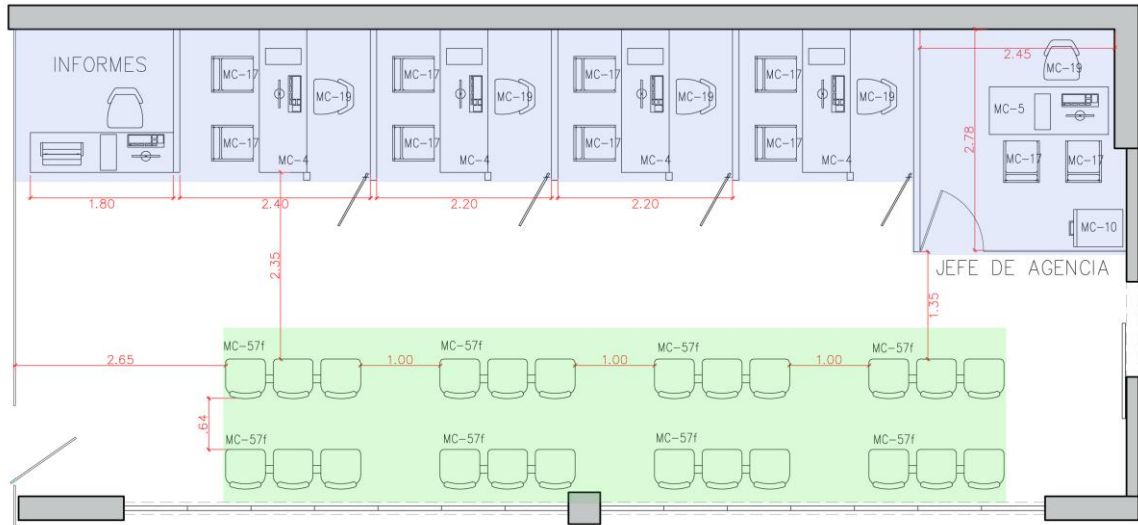 INFORMES
MC-17
MC-17
MC-4
MC-19
MC-17
MC-17
MC-4
MC-19
MC-17
MC-17
MC-4
MC-19
MC-17
MC-17
MC-4
MC-19
2.45
MC-19
MC-5
2.78
MC-17
MC-17
MC-10
JEFE DE AGENCIA
1.80
2.40
2.20
2.20
2.35
1.35
2.65
MC-57f
1.00
MC-57f
1.00
MC-57f
1.00
MC-57f
.64
MC-57f
MC-57f
MC-57f
MC-57f